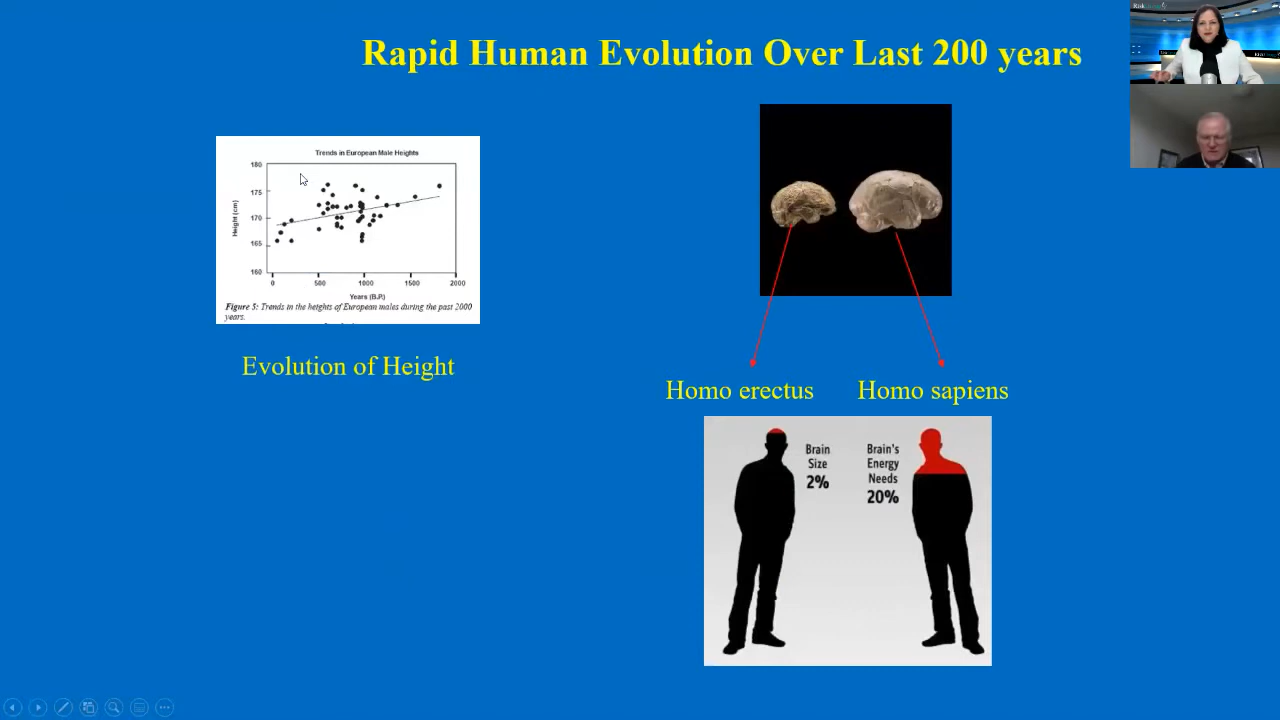 Rapid Human Evolution Over Last 200 years
Trends in European Male Heights
180
175
170
165
160
Height (cm)
0 500 1000 1500 2000
Years (B.P.)
Figure 5: Trends in the heights of European males during the past 2000
years.
Evolution of Height
Homo erectus Homo sapiens
Brain
Size
2%
Brain's
Energy
Needs
20%